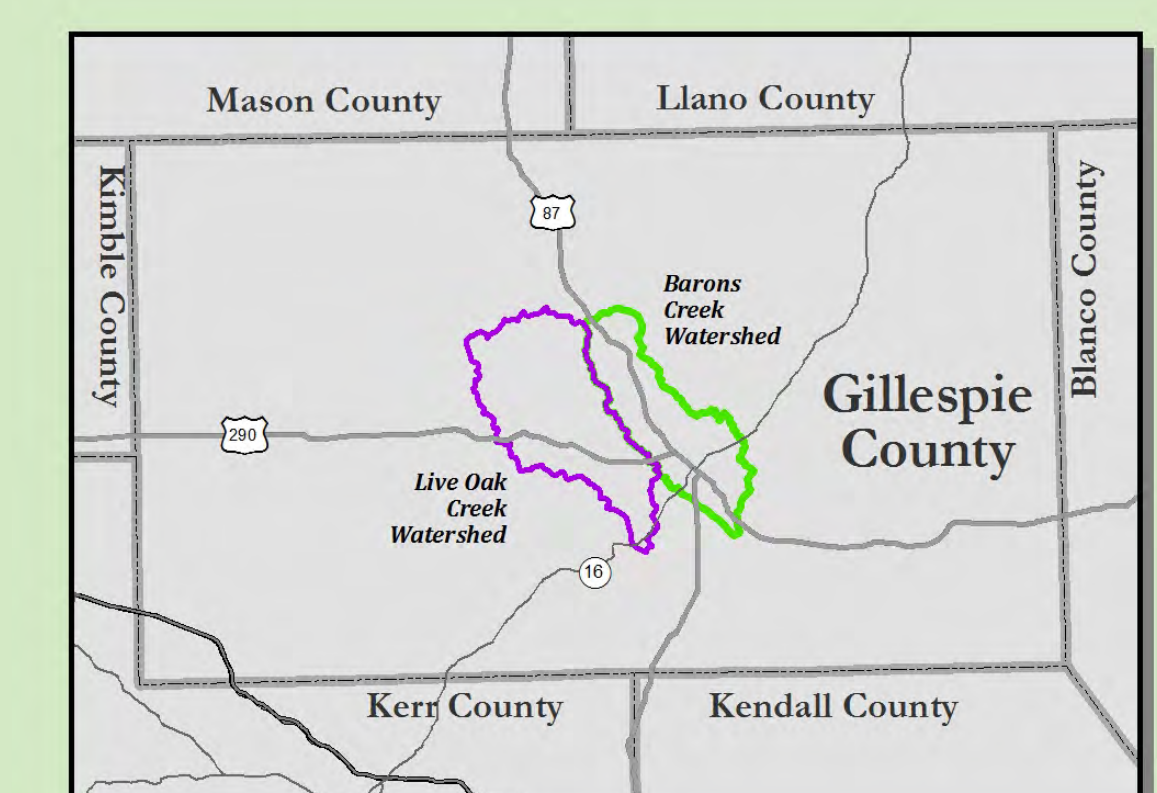 Mason County
Llano County
Kimble County
Blanco County
87
Barons
Creek
Watershed
Gillespie
County
290
Live Oak
Creek
Watershed
16
Kerr County
Kendall County